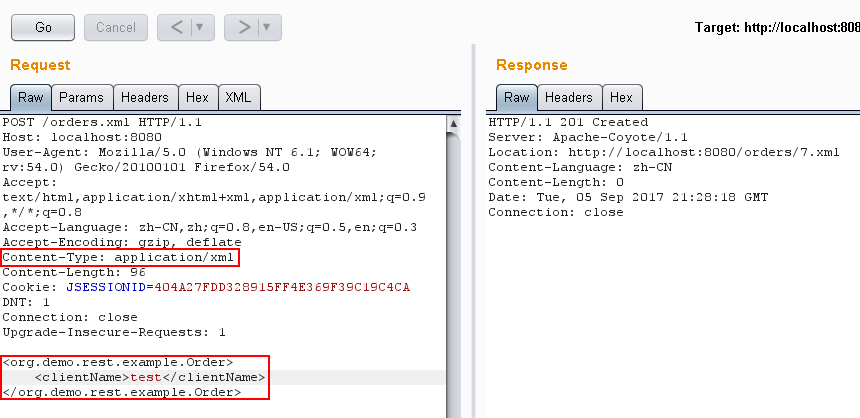 Go Cancel < > Target: http://localhost:808
Request
Raw Params Headers Hex XML
POST /orders.xml HTTP/1.1
Host: localhost:8080
User-Agent: Mozilla/5.0 (Windows NT 6.1; WOW64;
rv:54.0) Gecko/20100101 Firefox/54.0
Accept:
text/html,application/xhtml+xml,application/xml;q=0.9
,*/*;q=0.8
Accept-Language: zh-CN,zh;q=0.8,en-US;q=0.5,en;q=0.3
Accept-Encoding: gzip, deflate
Content-Type: application/xml
Content-Length: 96
Cookie: JSESSIONID=404A27FDD328915FF4E369F39C19C4CA
DNT: 1
Connection: close
Upgrade-Insecure-Requests: 1
<org.demo.rest.example.Order>
<clientName>test</clientName>
</org.demo.rest.example.Order>
Response
Raw Headers Hex
HTTP/1.1 201 Created
Server: Apache-Coyote/1.1
Location: http://localhost:8080/orders/7.xml
Content-Language: zh-CN
Content-Length: 0
Date: Tue, 05 Sep 2017 21:28:18 GMT
Connection: close